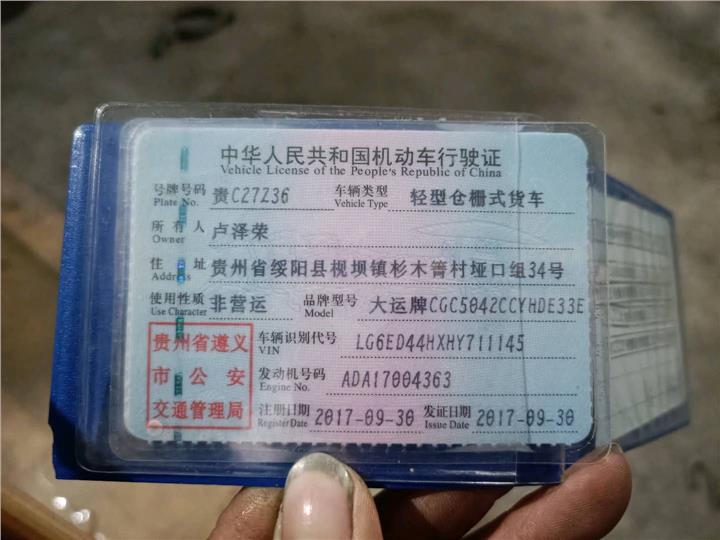 中华人民共和国机动车行驶证
Vehicle License of the People's Republic of China
号牌号码 贵C27Z36 车辆类型 轻型仓栅式货车
Plate No. Vehicle Type
所有人 卢泽荣
Owner
住址 贵州省绥阳县枧坝镇杉木箐村垭口组34号
Address
使用性质 非营运 品牌型号 大运牌CGC5042CCYHDE33E
Use Character Model
贵州省遵义 车辆识别代号 LG6ED44HXHY711145
VIN
市公安 发动机号码 ADA17004363
Engine No.
交通管理局 注册日期 2017-09-30 发证日期 2017-09-30
Register Date Issue Date